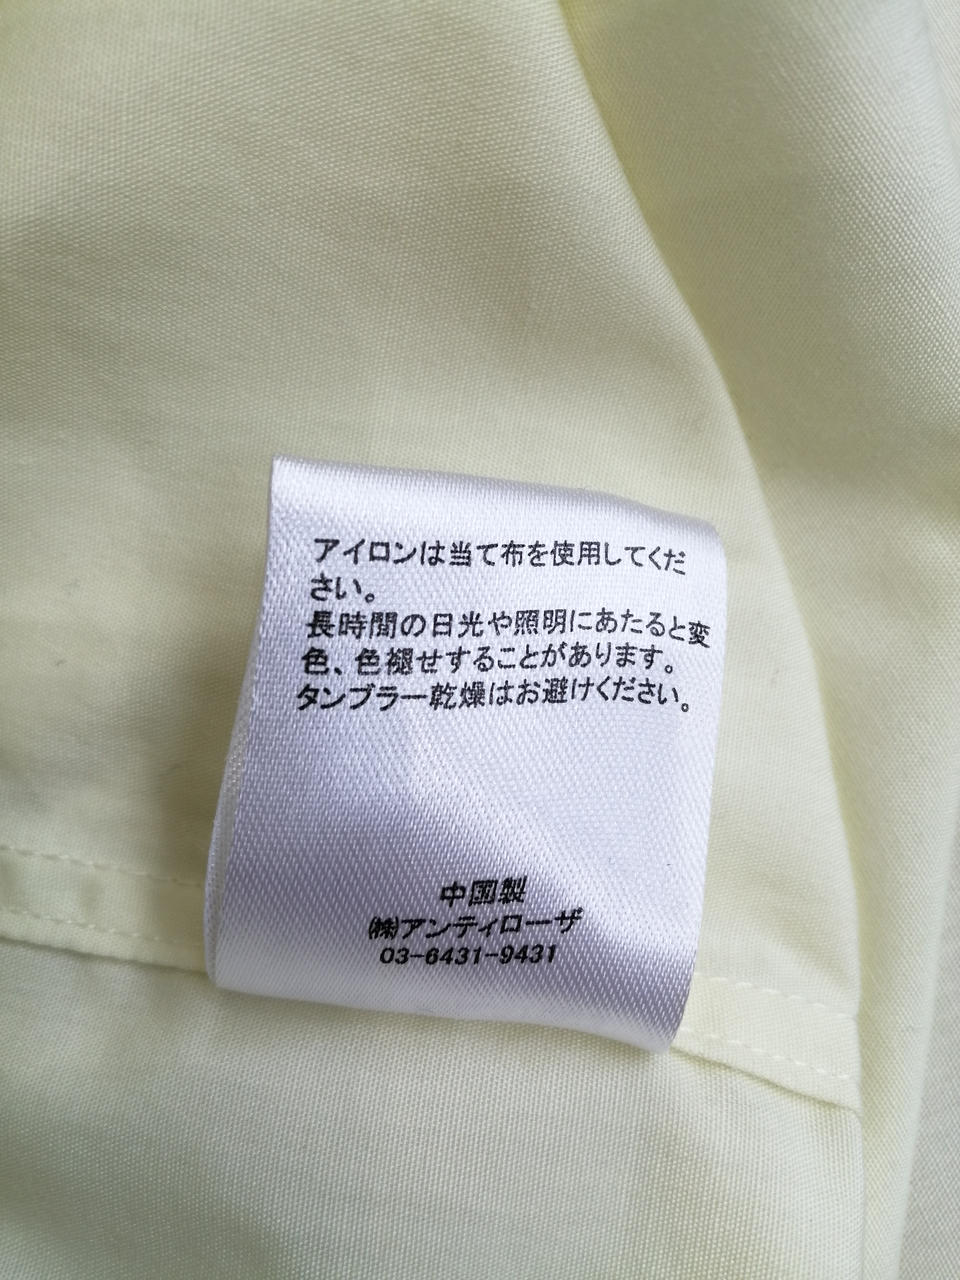 アイロンは当て布を使用してくだ
さい。
長時間の日光や照明にあたると変
色、色褪せすることがあります。
タンブラー乾燥はお避けください。
中国製
㈱アンティローザ
03-6431-9431